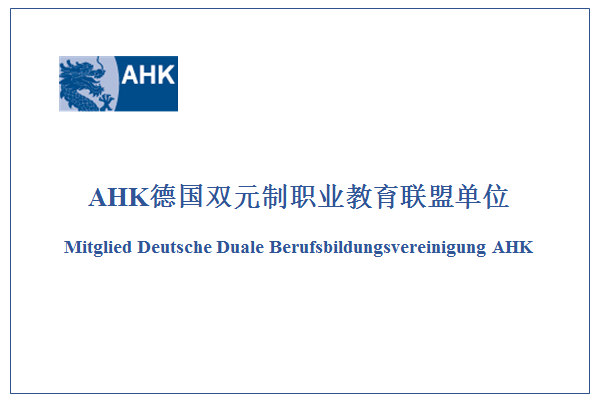 AHK
AHK德国双元制职业教育联盟单位
Mitglied Deutsche Duale Berufsbildungsvereinigung AHK